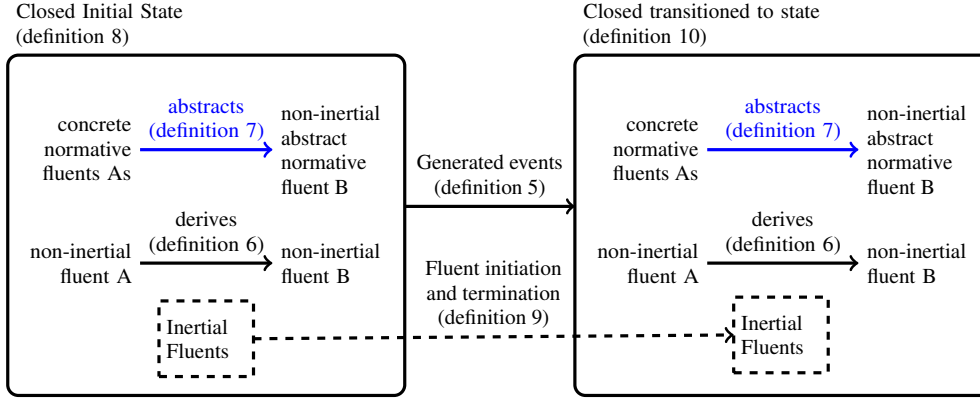 Closed Initial State
(definition 8)
Closed transitioned to state
(definition 10)
concrete
normative
fluents As
abstracts
(definition 7)
non-inertial
abstract
normative
fluent B
non-inertial
fluent A
derives
(definition 6)
non-inertial
fluent B
Inertial
Fluents
Generated events
(definition 5)
Fluent initiation
and termination
(definition 9)
concrete
normative
fluents As
abstracts
(definition 7)
non-inertial
abstract
normative
fluent B
non-inertial
fluent A
derives
(definition 6)
non-inertial
fluent B
Inertial
Fluents